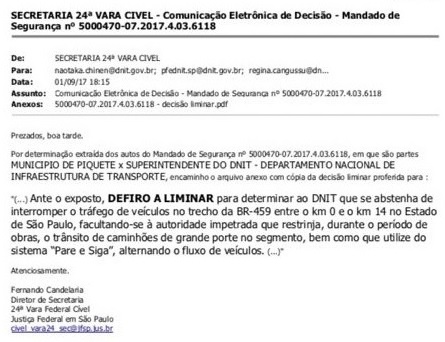 SECRETARIA 24ª VARA CIVEL - Comunicação Eletrônica de Decisão - Mandado de
Segurança nº 5000470-07.2017.4.03.6118
De: SECRETARIA 24ª VARA CIVEL
Para: naotaka.chinen@dnit.gov.br; pfednit.sp@dnit.gov.br; regina.cangussu@dn...
Data: 01/09/17 18:15
Assunto: Comunicação Eletrônica de Decisão - Mandado de Segurança nº 5000470-07.2017.4.03.6118
Anexos: 5000470-07.2017.4.03.6118 - decisão liminar.pdf
Prezados, boa tarde.
Por determinação extraída dos autos do Mandado de Segurança nº 5000470-07.2017.4.03.6118, em que são partes
MUNICIPIO DE PIQUETE x SUPERINTENDENTE DO DNIT - DEPARTAMENTO NACIONAL DE
INFRAESTRUTURA DE TRANSPORTE, encaminho o arquivo anexo com cópia da decisão liminar proferida para :
"(...) Ante o exposto, DEFIRO A LIMINAR para determinar ao DNIT que se abstenha de
interromper o tráfego de veículos no trecho da BR-459 entre o km 0 e o km 14 no Estado
de São Paulo, facultando-se à autoridade impetrada que restrinja, durante o período de
obras, o trânsito de caminhões de grande porte no segmento, bem como que utilize do
sistema "Pare e Siga", alternando o fluxo de veículos. (...)"
Atenciosamente.
Fernando Candelaria
Diretor de Secretaria
24ª Vara Federal Cível
Justiça Federal em São Paulo
civel_vara24_sec@jfsp.jus.br